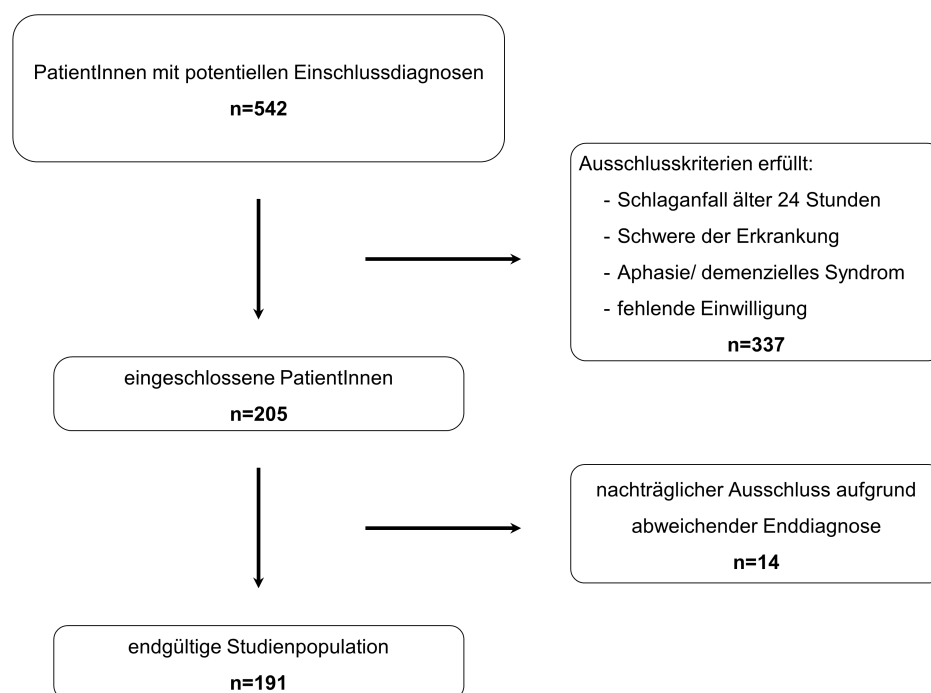 PatientInnen mit potentiellen Einschlussdiagnosen
n=542
Ausschlusskriterien erfüllt:
- Schlaganfall älter 24 Stunden
- Schwere der Erkrankung
- Aphasie/ demenzielles Syndrom
- fehlende Einwilligung
n=337
eingeschlossene PatientInnen
n=205
nachträglicher Ausschluss aufgrund
abweichender Enddiagnose
n=14
endgültige Studienpopulation
n=191